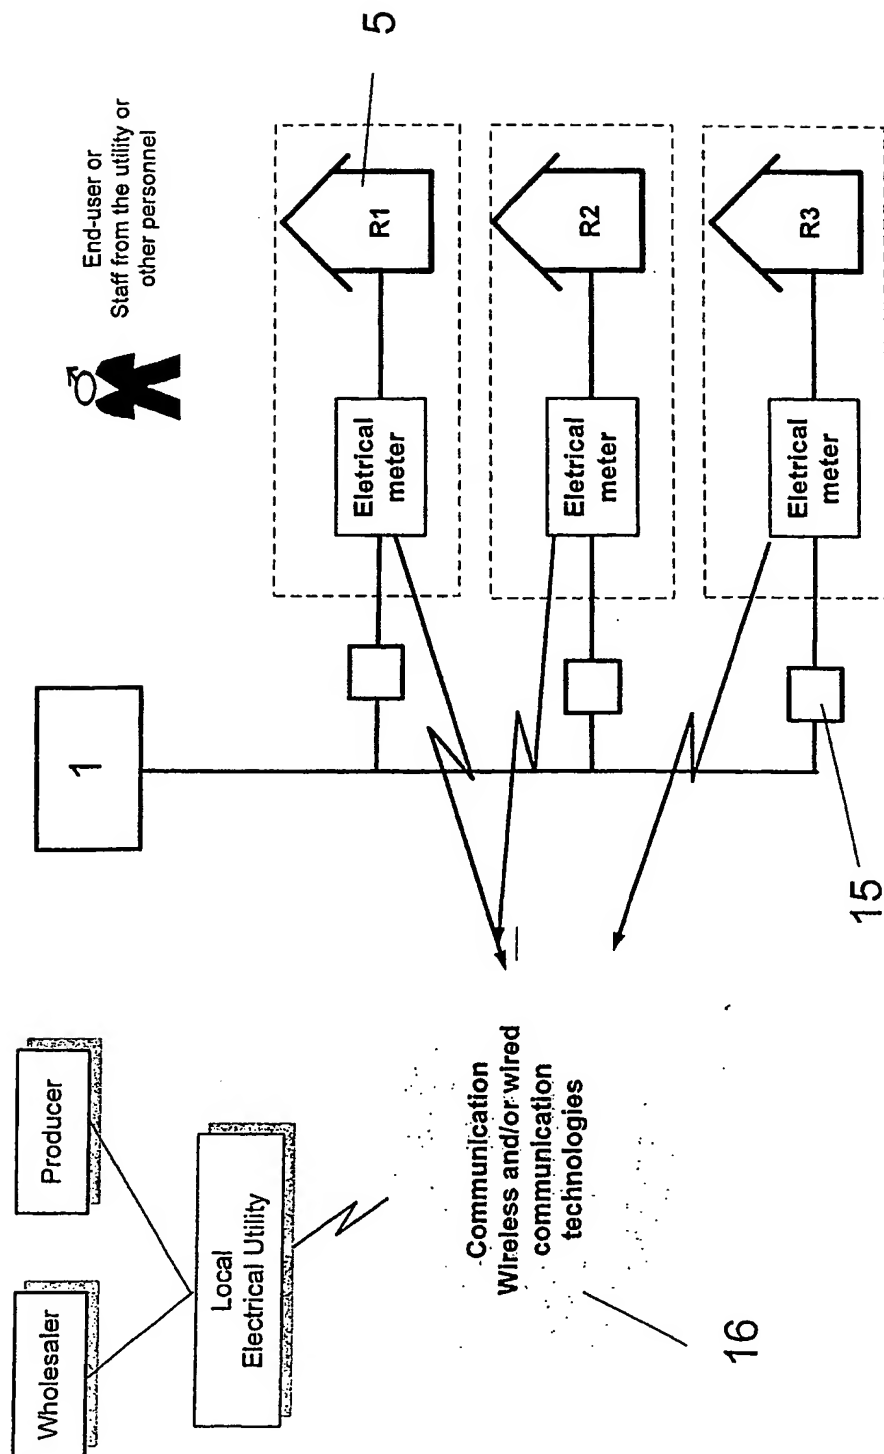 Wholesaler
Producer
Local
Electrical Utility
Communication
Wireless and/or wired
communication
technologies
16
1
15
End-user or
Staff from the utility or
other personnel
Eletrical
meter
R1
5
Eletrical
meter
R2
Eletrical
meter
R3